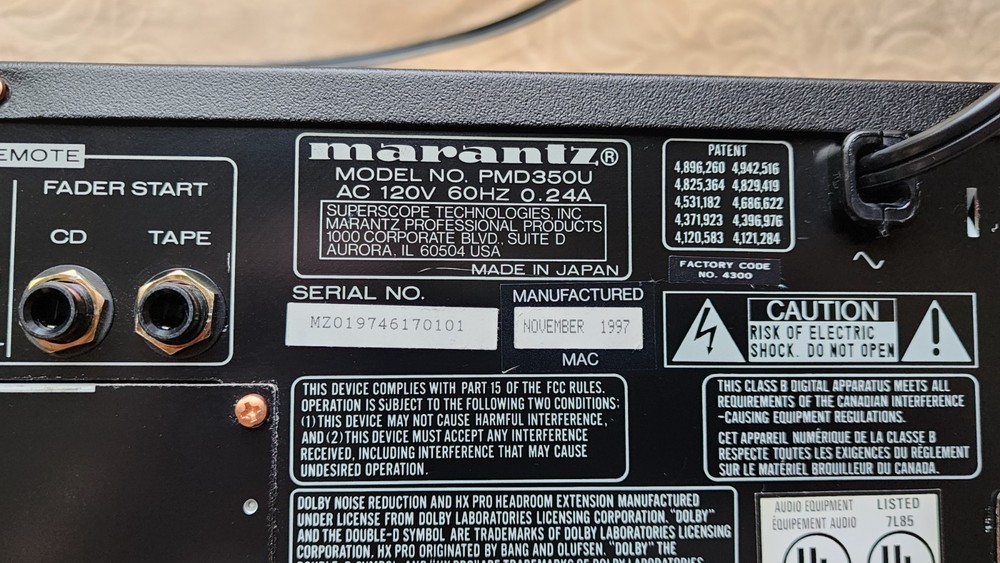 EMOTE
FADER START
CD TAPE
marantz®
MODEL NO. PMD350U
AC 120V 60HZ 0.24A
SUPERSCOPE TECHNOLOGIES, INC
MARANTZ PROFESSIONAL PRODUCTS
1000 CORPORATE BLVD., SUITE D
AURORA, IL 60504 USA
MADE IN JAPAN
PATENT
4,896,260 4,942,516
4,825,364 4,829,419
4,531,182 4,686,622
4,371,923 4,396,976
4,120,583 4,121,284
FACTORY CODE
NO. 4300
SERIAL NO.
MZ019746170101
MANUFACTURED
NOVEMBER 1997
MAC
CAUTION
RISK OF ELECTRIC
SHOCK. DO NOT OPEN
THIS DEVICE COMPLIES WITH PART 15 OF THE FCC RULES.
OPERATION IS SUBJECT TO THE FOLLOWING TWO CONDITIONS:
(1) THIS DEVICE MAY NOT CAUSE HARMFUL INTERFERENCE,
AND (2) THIS DEVICE MUST ACCEPT ANY INTERFERENCE
RECEIVED, INCLUDING INTERFERENCE THAT MAY CAUSE
UNDESIRED OPERATION.
THIS CLASS B DIGITAL APPARATUS MEETS ALL
REQUIREMENTS OF THE CANADIAN INTERFERENCE
-CAUSING EQUIPMENT REGULATIONS.
CET APPAREIL NUMÉRIQUE DE LA CLASSE B
RESPECTE TOUTES LES EXIGENCES DU RÈGLEMENT
SUR LE MATÉRIEL BROUILLEUR DU CANADA.
DOLBY NOISE REDUCTION AND HX PRO HEADROOM EXTENSION MANUFACTURED
UNDER LICENSE FROM DOLBY LABORATORIES LICENSING CORPORATION. "DOLBY"
AND THE DOUBLE-D SYMBOL ARE TRADEMARKS OF DOLBY LABORATORIES LICENSING
CORPORATION. HX PRO ORIGINATED BY BANG AND OLUFSEN. "DOLBY" THE
AUDIO EQUIPMENT LISTED
ÉQUIPEMENT AUDIO 7L85
UL UL